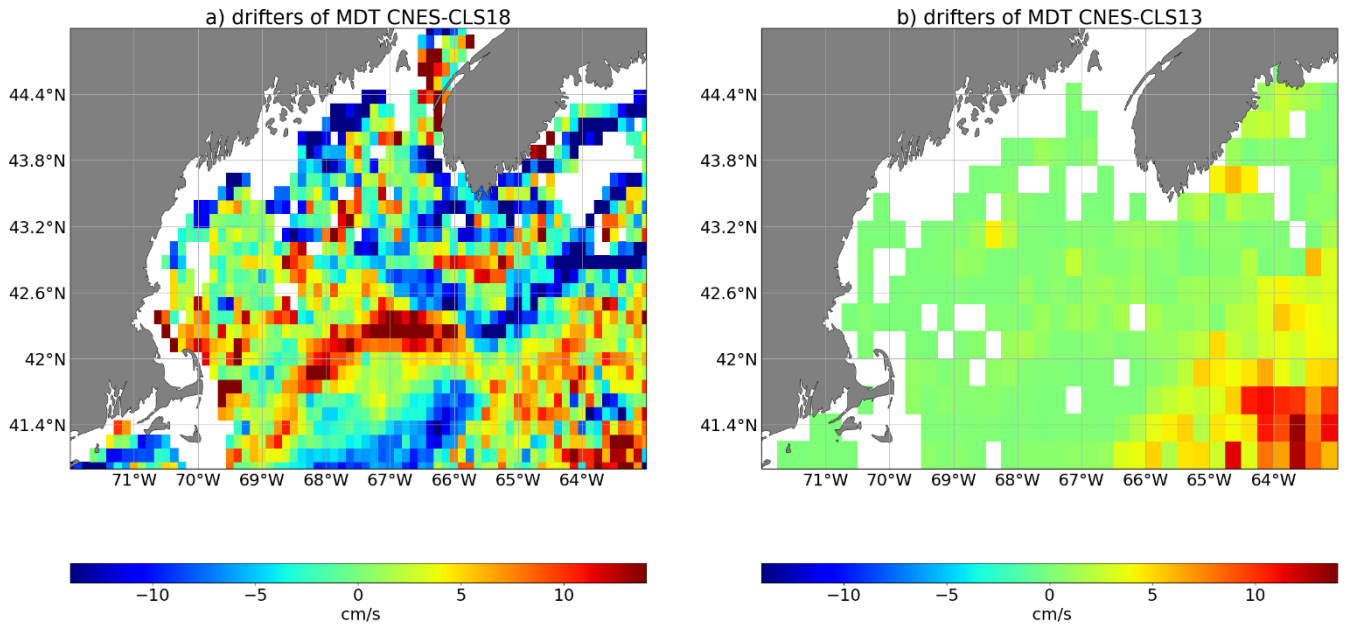 a) drifters of MDT CNES-CLS18
44.4°N
43.8°N
43.2°N
42.6°N
42°N
41.4°N
71°W 70°W 69°W 68°W 67°W 66°W 65°W 64°W
−10 −5 0 5 10
cm/s
b) drifters of MDT CNES-CLS13
44.4°N
43.8°N
43.2°N
42.6°N
42°N
41.4°N
71°W 70°W 69°W 68°W 67°W 66°W 65°W 64°W
−10 −5 0 5 10
cm/s